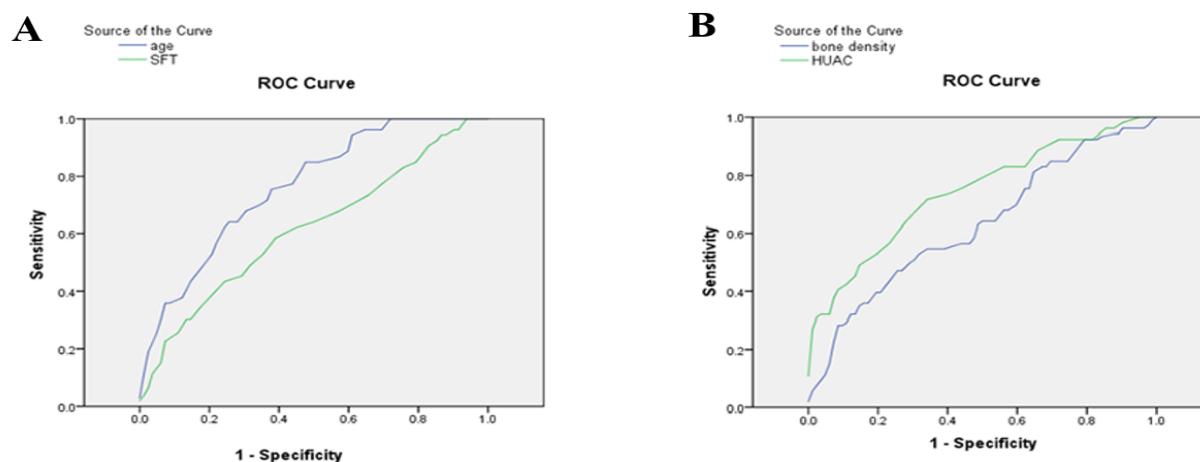 A
Source of the Curve
age
SFT
ROC Curve
1.0
0.8
0.6
0.4
0.2
0.0
Sensitivity
0.0 0.2 0.4 0.6 0.8 1.0
1 - Specificity
B
Source of the Curve
bone density
HUAC
ROC Curve
1.0
0.8
0.6
0.4
0.2
0.0
Sensitivity
0.0 0.2 0.4 0.6 0.8 1.0
1 - Specificity